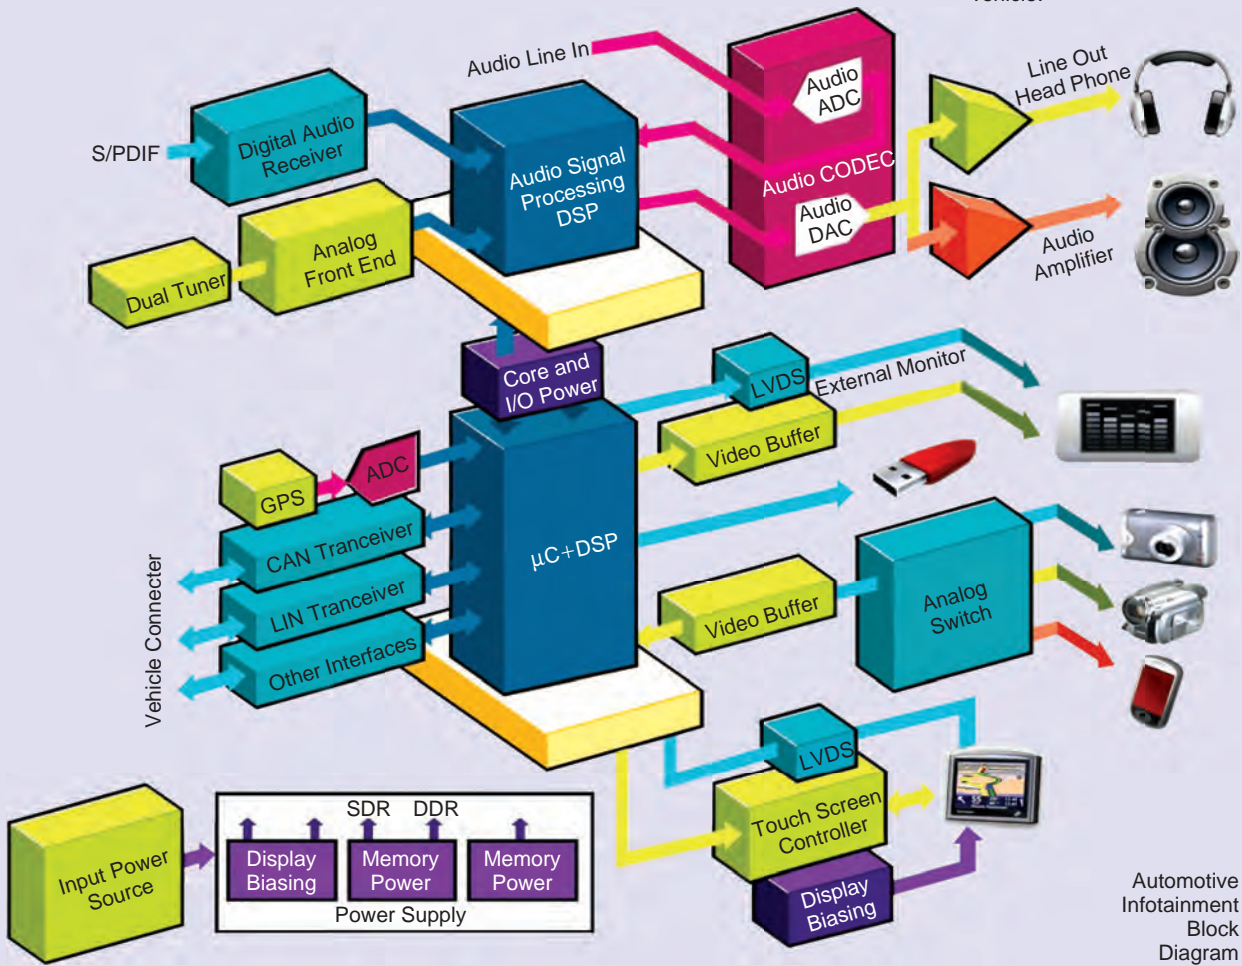 vehicle.
Audio Line In
Audio
ADC
Line Out
Head Phone
S/PDIF
Digital Audio
Receiver
Audio Signal
Processing
DSP
Audio CODEC
Audio
DAC
Audio
Amplifier
Dual Tuner
Analog
Front End
Core and
I/O Power
LVDS
External Monitor
Video Buffer
GPS
ADC
CAN Tranceiver
LIN Tranceiver
Other Interfaces
Vehicle Connecter
µC+DSP
Video Buffer
Analog
Switch
LVDS
Touch Screen
Controller
Display
Biasing
Input Power
Source
SDR DDR
Display
Biasing
Memory
Power
Memory
Power
Power Supply
Automotive
Infotainment
Block
Diagram